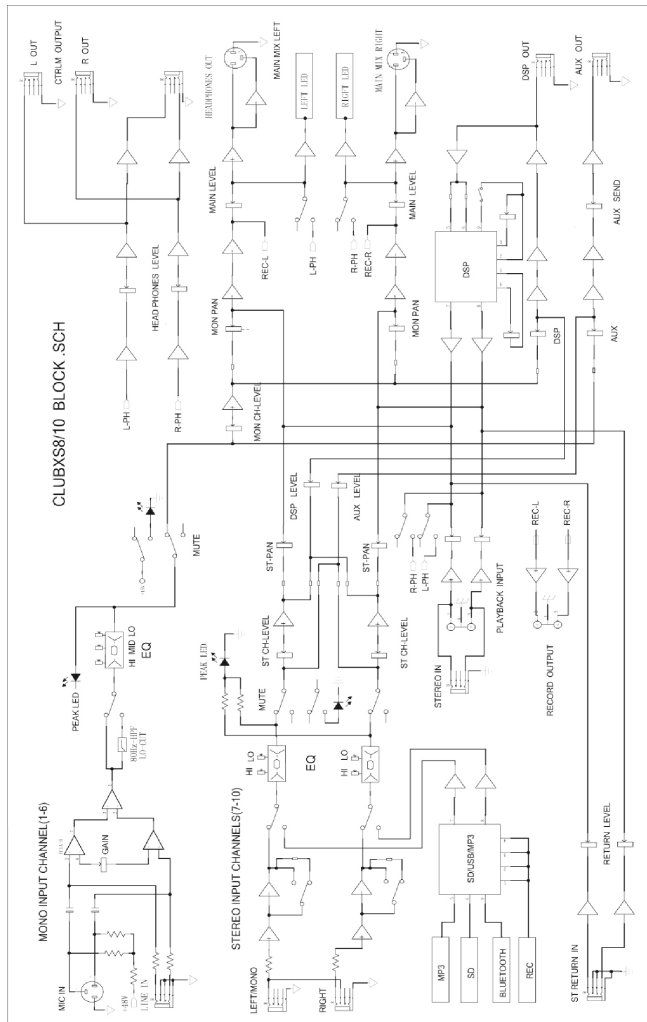 CLUBXS8/10 BLOCK .SCH
MONO INPUT CHANNEL(1-6)
MIC IN
+48V
LINE IN
GAIN
80Hz-HPF
LO-CUT
PEAK LED
HI MID LO
EQ
MUTE
MON CH-LEVEL
MON PAN
MON PAN
L OUT
CTRLM OUTPUT
R OUT
HEADPHONES OUT
HEAD PHONES LEVEL
L-PH
R-PH
MAIN MIX LEFT
MAIN LEVEL
REC-L
LEFT LED
RIGHT LED
L-PH
R-PH
REC-R
MAIN MIX RIGHT
MAIN LEVEL
DSP
DSP OUT
AUX OUT
AUX SEND
DSP
AUX
STEREO INPUT CHANNELS(7-10)
LEFT/MONO
RIGHT
HI LO
EQ
HI LO
PEAK LED
MUTE
ST CH-LEVEL
ST CH-LEVEL
ST-PAN
ST-PAN
DSP LEVEL
AUX LEVEL
R-PH
L-PH
PLAYBACK INPUT
STEREO IN
RECORD OUTPUT
REC-L
REC-R
SD/USB/MP3
MP3
SD
BLUETOOTH
REC
RETURN LEVEL
ST-RETURN IN